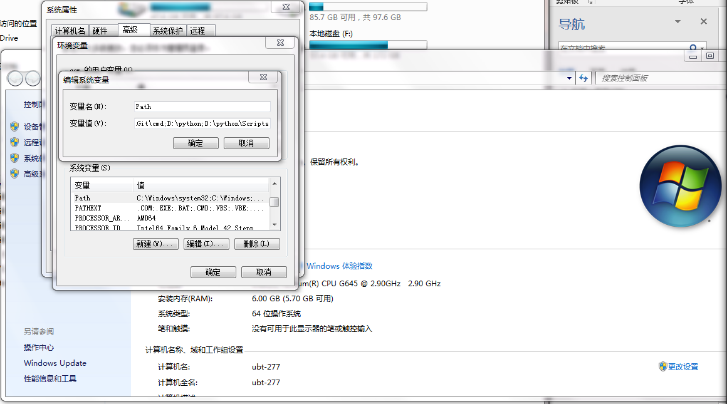 系统属性
85.7 GB 可用，共 97.6 GB
本地磁盘 (F:)
访问的位置
Drive
字体
导航
计算机名 硬件 高级 系统保护 远程
环境变量
的用户变量(U)
编辑系统变量
变量名(N): Path
变量值(V): Git\cmd;D:\python;D:\python\Scripts
确定 取消
搜索控制面板
控制
设备管
远程
系统
高级
系统变量(S)
变量 值
Path C:\Windows\system32;C:\Windows;...
PATHEXT .COM;.EXE;.BAT;.CMD;.VBS;.VBE;....
PROCESSOR_AR... AMD64
PROCESSOR_ID Intel64 Family 6 Model 42 Stepp
新建(W)... 编辑(I)... 删除(L)
确定 取消
保留所有权利。
Windows 体验指数
um(R) CPU G645 @ 2.90GHz 2.90 GHz
安装内存(RAM): 6.00 GB (5.70 GB 可用)
系统类型: 64 位操作系统
笔和触摸: 没有可用于此显示器的笔或触控输入
计算机名称、域和工作组设置
计算机名: ubt-277
更改设置
计算机全名: ubt-277
另请参阅
操作中心
Windows Update
性能信息和工具